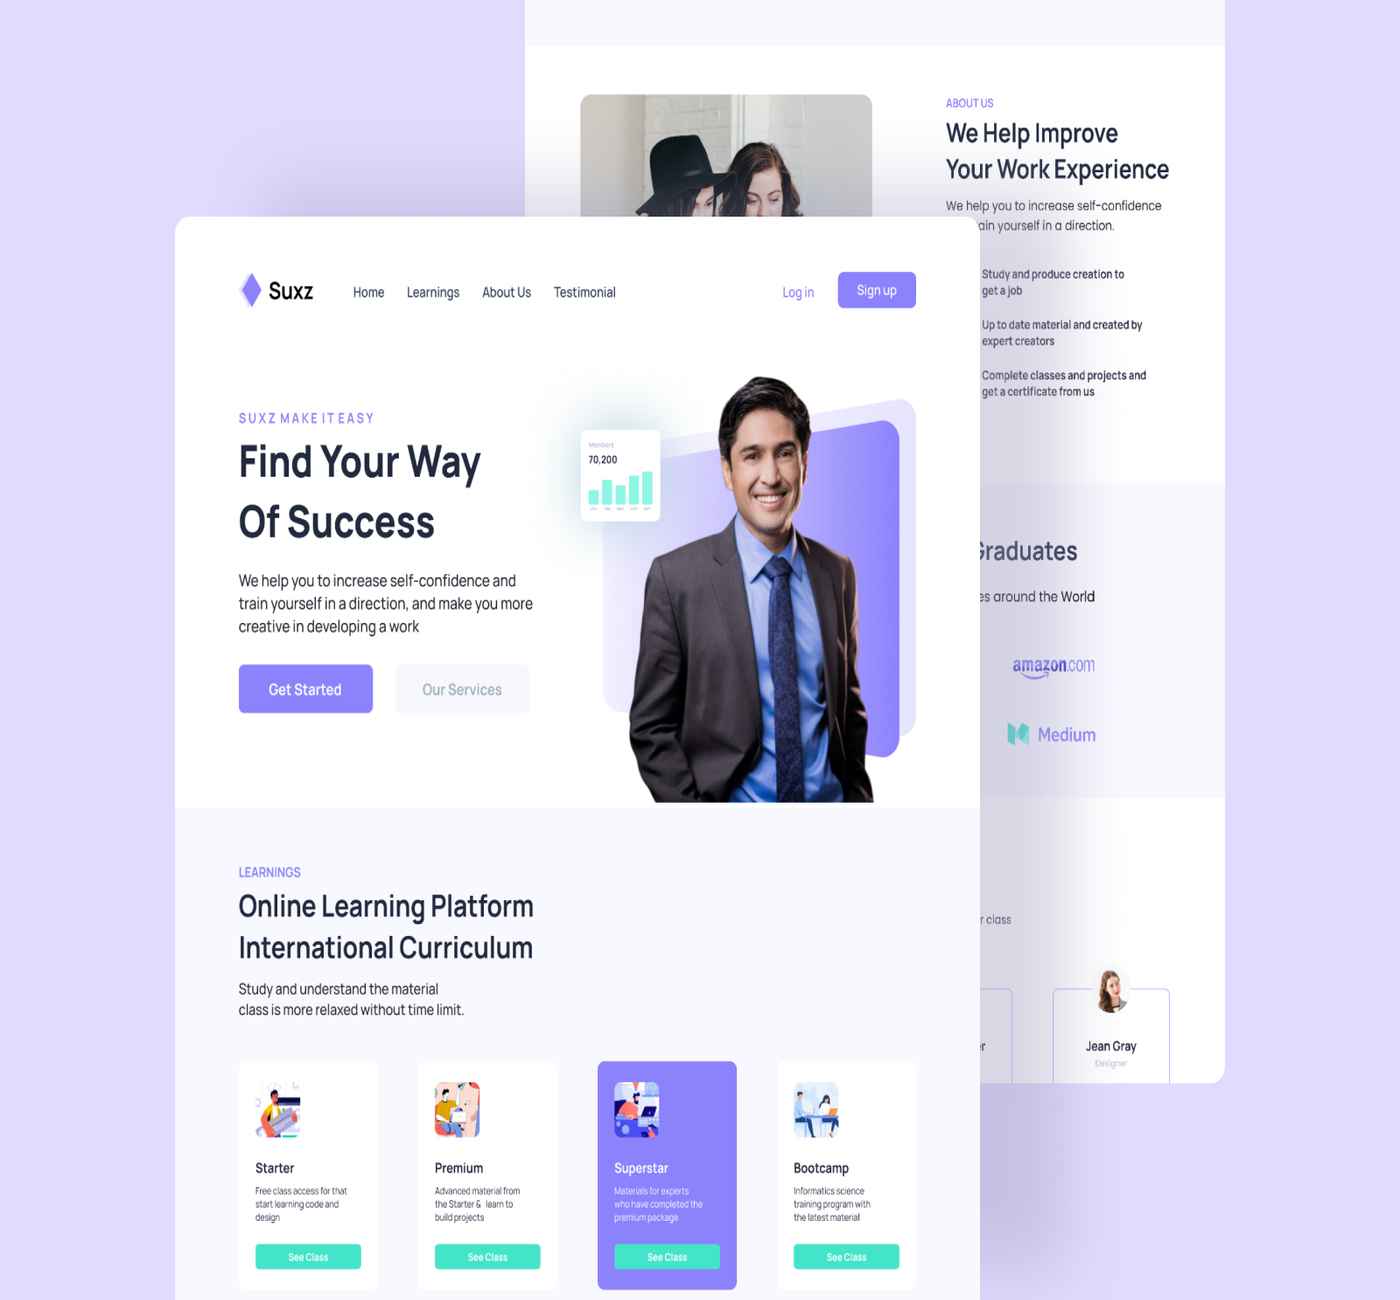 Suxz
Home
Learnings
About Us
Testimonial
Log in
Sign up
SUXZ MAKE IT EASY
Find Your Way
Of Success
We help you to increase self-confidence and
train yourself in a direction, and make you more
creative in developing a work
Get Started
Our Services
Members
70,200
LEARNINGS
Online Learning Platform
International Curriculum
Study and understand the material
class is more relaxed without time limit.
Starter
Free class access for that
start learning code and
design
See Class
Premium
Advanced material from
the Starter & learn to
build projects
See Class
Superstar
Materials for experts
who have completed the
premium package
See Class
Bootcamp
Informatics science
training program with
the latest material
See Class
ABOUT US
We Help Improve
Your Work Experience
We help you to increase self-confidence
yourself in a direction.
Study and produce creation to
get a job
Up to date material and created by
expert creators
Complete classes and projects and
get a certificate from us
Graduates
around the World
amazon.com
Medium
class
Jean Gray
Designer